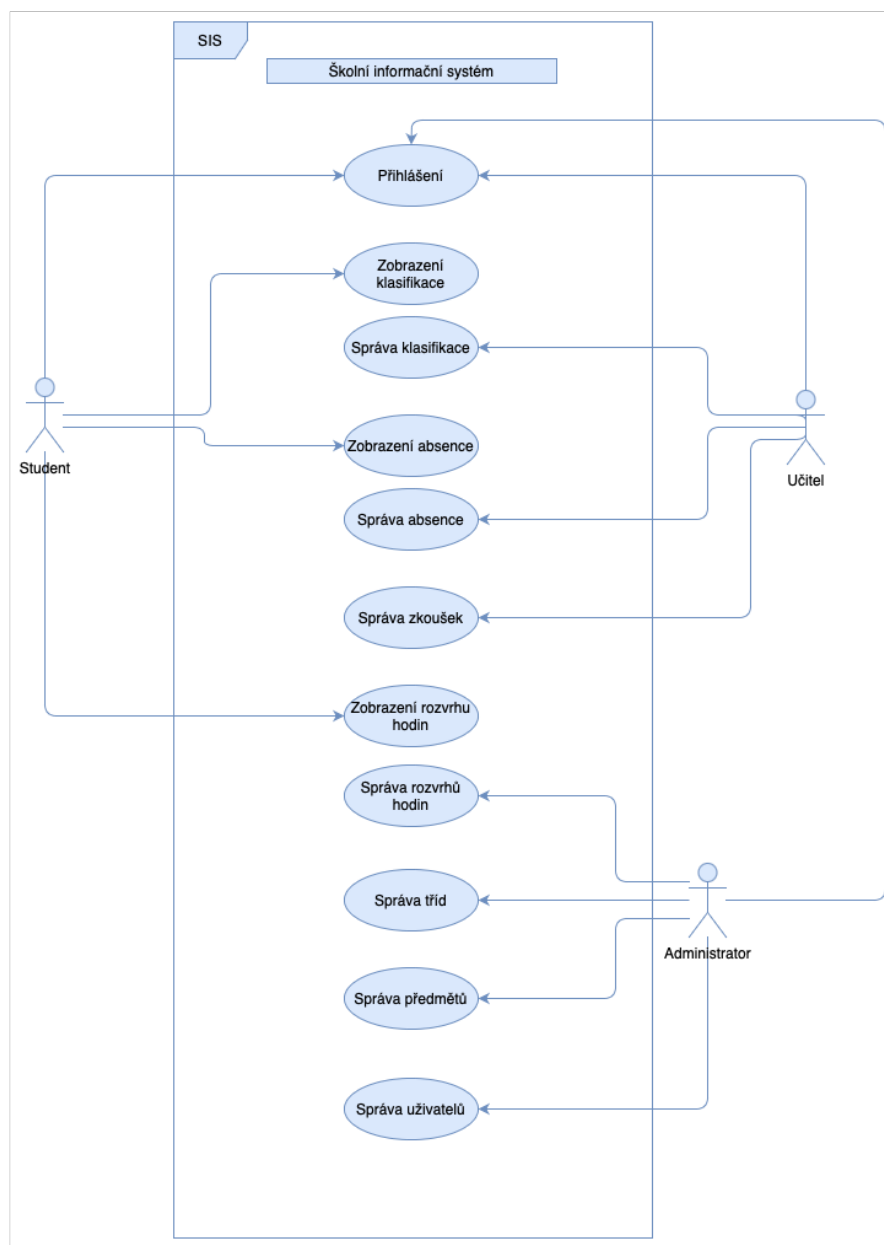 SIS
Školní informační systém
Přihlášení
Zobrazení
klasifikace
Správa klasifikace
Zobrazení absence
Student
Učitel
Správa absence
Správa zkoušek
Zobrazení rozvrhu
hodin
Správa rozvrhů
hodin
Správa tříd
Administrator
Správa předmětů
Správa uživatelů